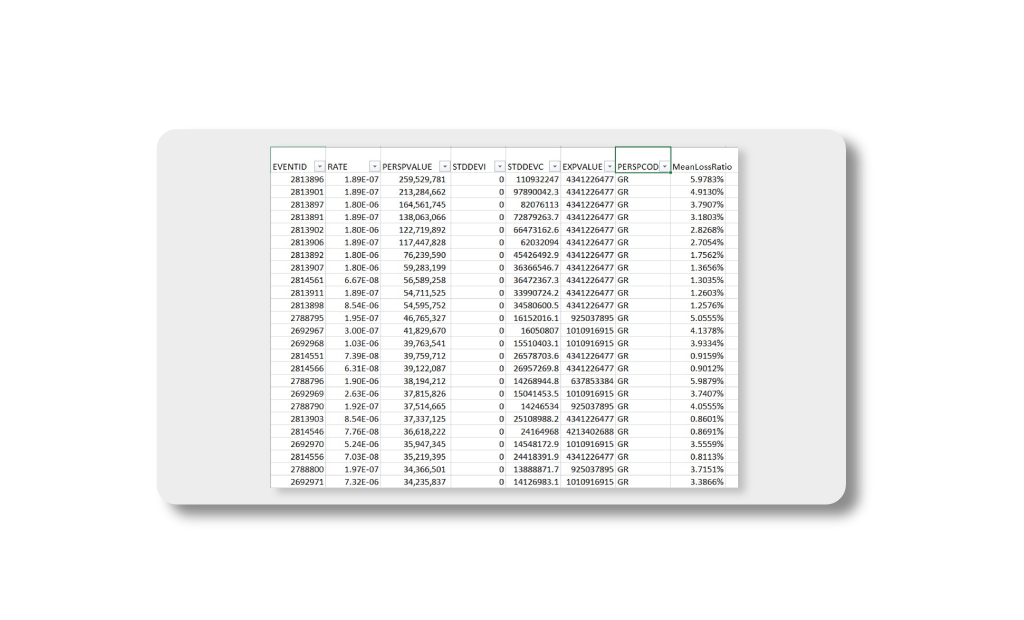 EVENTID RATE PERSPVALUE STDDEVI STDDEVC EXPVALUE PERSPCOD MeanLossRatio
2813896 1.89E-07 259,529,781 0 110932247 4341226477 GR 5.9783%
2813901 1.89E-07 213,284,662 0 97890042.3 4341226477 GR 4.9130%
2813897 1.80E-06 164,561,745 0 82076113 4341226477 GR 3.7907%
2813891 1.89E-07 138,063,066 0 72879263.7 4341226477 GR 3.1803%
2813902 1.80E-06 122,719,892 0 66473162.6 4341226477 GR 2.8268%
2813906 1.89E-07 117,447,828 0 62032094 4341226477 GR 2.7054%
2813892 1.80E-06 76,239,590 0 45426492.9 4341226477 GR 1.7562%
2813907 1.80E-06 59,283,199 0 36366546.7 4341226477 GR 1.3656%
2814561 6.67E-08 56,589,258 0 36472367.3 4341226477 GR 1.3035%
2813911 1.89E-07 54,711,525 0 33990724.2 4341226477 GR 1.2603%
2813898 8.54E-06 54,595,752 0 34580600.5 4341226477 GR 1.2576%
2788795 1.95E-07 46,765,327 0 16152016.1 925037895 GR 5.0555%
2692967 3.00E-07 41,829,670 0 16050807 1010916915 GR 4.1378%
2692968 1.03E-06 39,763,541 0 15510403.1 1010916915 GR 3.9334%
2814551 7.39E-08 39,759,712 0 26578703.6 4341226477 GR 0.9159%
2814566 6.31E-08 39,122,087 0 26957269.8 4341226477 GR 0.9012%
2788796 1.90E-06 38,194,212 0 14268944.8 637853384 GR 5.9879%
2692969 2.63E-06 37,815,826 0 15041453.5 1010916915 GR 3.7407%
2788790 1.92E-07 37,514,665 0 14246534 925037895 GR 4.0555%
2813903 8.54E-06 37,337,125 0 25108988.2 4341226477 GR 0.8601%
2814546 7.76E-08 36,618,222 0 24164968 4213402688 GR 0.8691%
2692970 5.24E-06 35,947,345 0 14548172.9 1010916915 GR 3.5559%
2814556 7.03E-08 35,219,395 0 24418391.9 4341226477 GR 0.8113%
2788800 1.97E-07 34,366,501 0 13888871.7 925037895 GR 3.7151%
2692971 7.32E-06 34,235,837 0 14126983.1 1010916915 GR 3.3866%